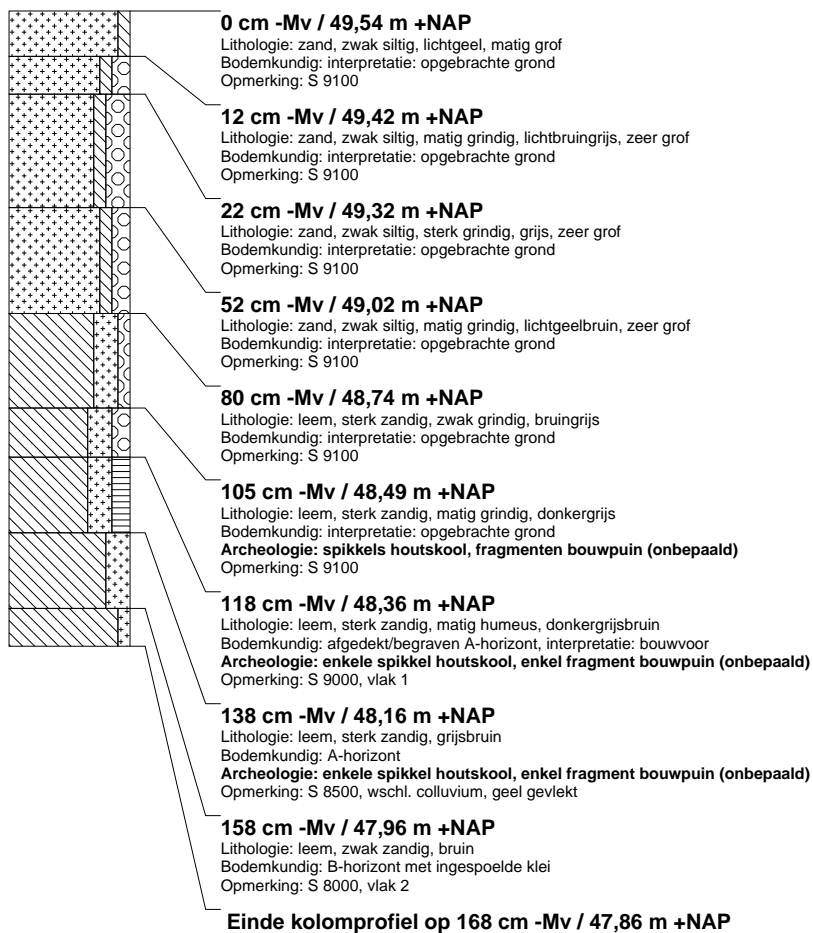 0 cm -Mv / 49,54 m +NAP
Lithologie: zand, zwak siltig, lichtgeel, matig grof
Bodemkundig: interpretatie: opgebrachte grond
Opmerking: S 9100
12 cm -Mv / 49,42 m +NAP
Lithologie: zand, zwak siltig, matig grindig, lichtbruingrijs, zeer grof
Bodemkundig: interpretatie: opgebrachte grond
Opmerking: S 9100
22 cm -Mv / 49,32 m +NAP
Lithologie: zand, zwak siltig, sterk grindig, grijs, zeer grof
Bodemkundig: interpretatie: opgebrachte grond
Opmerking: S 9100
52 cm -Mv / 49,02 m +NAP
Lithologie: zand, zwak siltig, matig grindig, lichtgeelbruin, zeer grof
Bodemkundig: interpretatie: opgebrachte grond
Opmerking: S 9100
80 cm -Mv / 48,74 m +NAP
Lithologie: leem, sterk zandig, zwak grindig, bruingrijs
Bodemkundig: interpretatie: opgebrachte grond
Opmerking: S 9100
105 cm -Mv / 48,49 m +NAP
Lithologie: leem, sterk zandig, matig grindig, donkergrijs
Bodemkundig: interpretatie: opgebrachte grond
Archeologie: spikkels houtskool, fragmenten bouwpuin (onbepaald)
Opmerking: S 9100
118 cm -Mv / 48,36 m +NAP
Lithologie: leem, sterk zandig, matig humeus, donkergrijsbruin
Bodemkundig: afgedekt/begraven A-horizont, interpretatie: bouwvoor
Archeologie: enkele spikkel houtskool, enkel fragment bouwpuin (onbepaald)
Opmerking: S 9000, vlak 1
138 cm -Mv / 48,16 m +NAP
Lithologie: leem, sterk zandig, grijsbruin
Bodemkundig: A-horizont
Archeologie: enkele spikkel houtskool, enkel fragment bouwpuin (onbepaald)
Opmerking: S 8500, wschl. colluvium, geel gevlekt
158 cm -Mv / 47,96 m +NAP
Lithologie: leem, zwak zandig, bruin
Bodemkundig: B-horizont met ingespoelde klei
Opmerking: S 8000, vlak 2
Einde kolomprofiel op 168 cm -Mv / 47,86 m +NAP